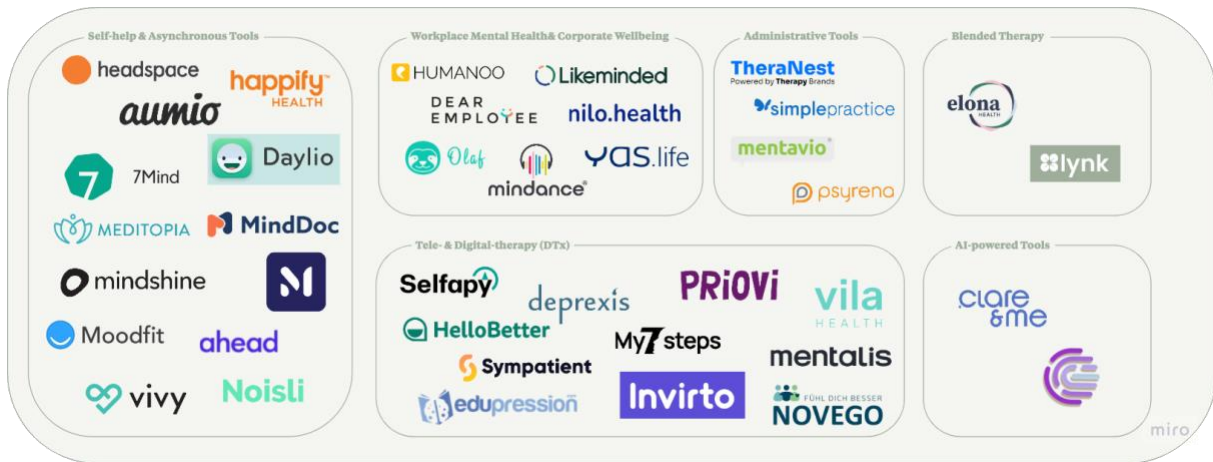 Self-help & Asynchronous Tools
headspace
happify™
HEALTH
aumio
Daylio
7
7Mind
MEDITOPIA
MindDoc
mindshine
M
Moodfit
ahead
vivy
Noisli
Workplace Mental Health& Corporate Wellbeing
HUMANOO
Likeminded
DEAR
EMPLOYEE
nilo.health
Olaf
mindance®
yas.life
Administrative Tools
TheraNest
Powered by Therapy Brands
simplepractice
mentavio®
psyrena
Blended Therapy
elona
HEALTH
lynk
Tele- & Digital-therapy (DTx)
Selfapy
deprexis
PRiOVi
vila
HEALTH
HelloBetter
My7steps
Sympatient
mentalis
edupression
Invirto
FÜHL DICH BESSER
NOVEGO
AI-powered Tools
clare
&me
miro